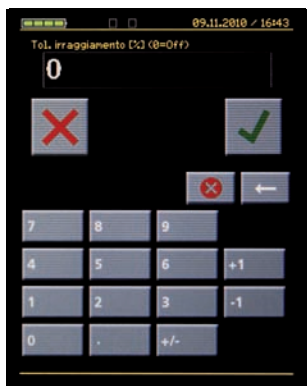 09.11.2010 / 16:43
Tol. irraggiamento [%] (0=Off)
0
7 8 9
4 5 6 +1
1 2 3 -1
0 . +/-